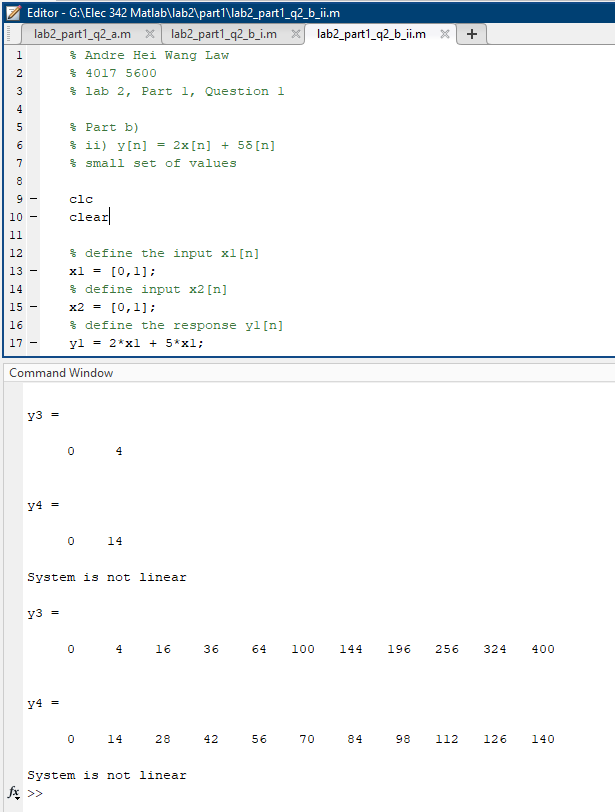 Editor - G:\Elec 342 Matlab\lab2\part1\lab2_part1_q2_b_ii.m
lab2_part1_q2_a.m lab2_part1_q2_b_i.m lab2_part1_q2_b_ii.m +
1 % Andre Hei Wang Law
2 % 4017 5600
3 % lab 2, Part 1, Question 1
4
5 % Part b)
6 % ii) y[n] = 2x[n] + 5δ[n]
7 % small set of values
8
9 clc
10 clear
11
12 % define the input x1[n]
13 x1 = [0,1];
14 % define input x2[n]
15 x2 = [0,1];
16 % define the response y1[n]
17 y1 = 2*x1 + 5*x1;
Command Window
y3 =
0 4
y4 =
0 14
System is not linear
y3 =
0 4 16 36 64 100 144 196 256 324 400
y4 =
0 14 28 42 56 70 84 98 112 126 140
System is not linear
fx >>